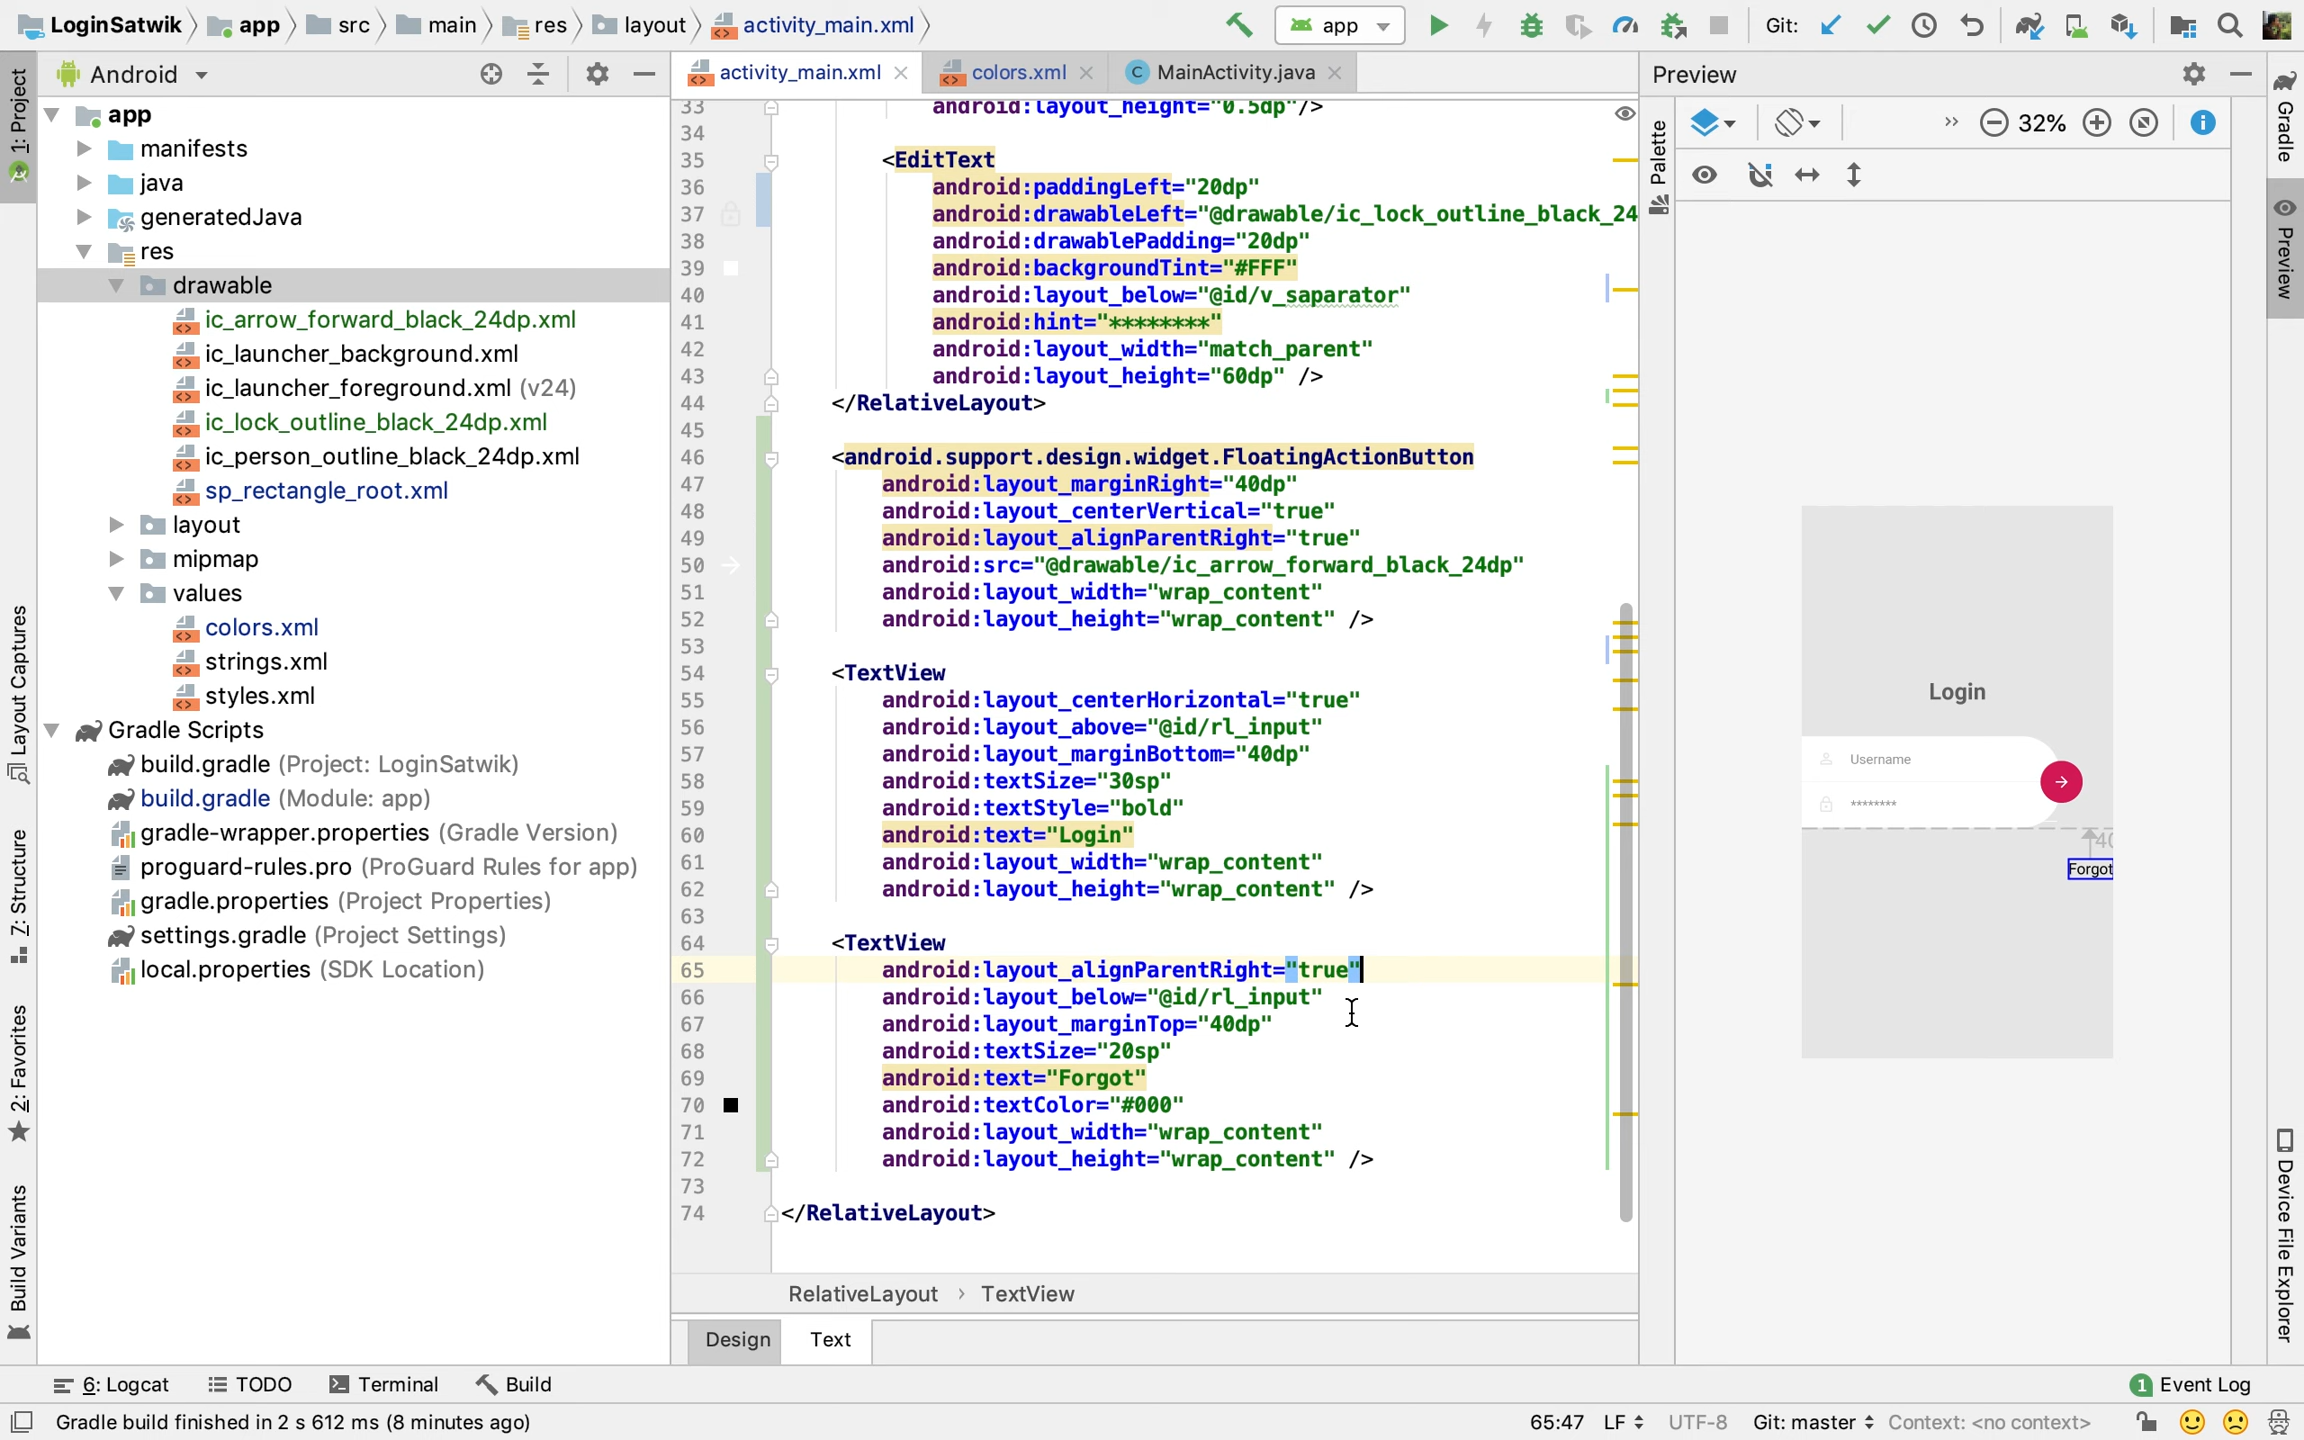 LoginSatwik app src main res layout activity_main.xml app Git:
1: Project
Layout Captures
7: Structure
2: Favorites
Build Variants
Android
app
manifests
java
generatedJava
res
drawable
ic_arrow_forward_black_24dp.xml
ic_launcher_background.xml
ic_launcher_foreground.xml (v24)
ic_lock_outline_black_24dp.xml
ic_person_outline_black_24dp.xml
sp_rectangle_root.xml
layout
mipmap
values
colors.xml
strings.xml
styles.xml
Gradle Scripts
build.gradle (Project: LoginSatwik)
build.gradle (Module: app)
gradle-wrapper.properties (Gradle Version)
proguard-rules.pro (ProGuard Rules for app)
gradle.properties (Project Properties)
settings.gradle (Project Settings)
local.properties (SDK Location)
activity_main.xml colors.xml MainActivity.java
33 android:layout_height="0.5dp"/>
34
35 <EditText
36 android:paddingLeft="20dp"
37 android:drawableLeft="@drawable/ic_lock_outline_black_24
38 android:drawablePadding="20dp"
39 android:backgroundTint="#FFF"
40 android:layout_below="@id/v_saparator"
41 android:hint="********"
42 android:layout_width="match_parent"
43 android:layout_height="60dp" />
44 </RelativeLayout>
45
46 <android.support.design.widget.FloatingActionButton
47 android:layout_marginRight="40dp"
48 android:layout_centerVertical="true"
49 android:layout_alignParentRight="true"
50 android:src="@drawable/ic_arrow_forward_black_24dp"
51 android:layout_width="wrap_content"
52 android:layout_height="wrap_content" />
53
54 <TextView
55 android:layout_centerHorizontal="true"
56 android:layout_above="@id/rl_input"
57 android:layout_marginBottom="40dp"
58 android:textSize="30sp"
59 android:textStyle="bold"
60 android:text="Login"
61 android:layout_width="wrap_content"
62 android:layout_height="wrap_content" />
63
64 <TextView
65 android:layout_alignParentRight="true"
66 android:layout_below="@id/rl_input"
67 android:layout_marginTop="40dp"
68 android:textSize="20sp"
69 android:text="Forgot"
70 android:textColor="#000"
71 android:layout_width="wrap_content"
72 android:layout_height="wrap_content" />
73
74 </RelativeLayout>
RelativeLayout › TextView
Design Text
Preview
Palette
32%
Login
Username
********
40
Forgot
Gradle
Preview
Device File Explorer
6: Logcat TODO Terminal Build 1 Event Log
Gradle build finished in 2 s 612 ms (8 minutes ago) 65:47 LF UTF-8 Git: master Context: <no context>